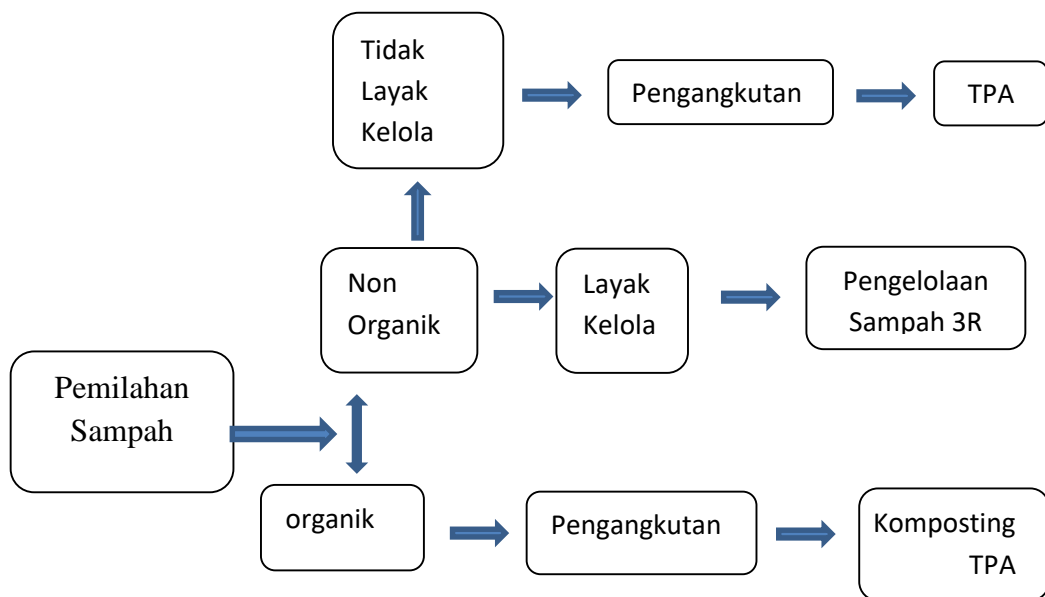 Tidak
Layak
Kelola
Pengangkutan
TPA
Non
Organik
Layak
Kelola
Pengelolaan
Sampah 3R
Pemilahan
Sampah
organik
Pengangkutan
Komposting
TPA